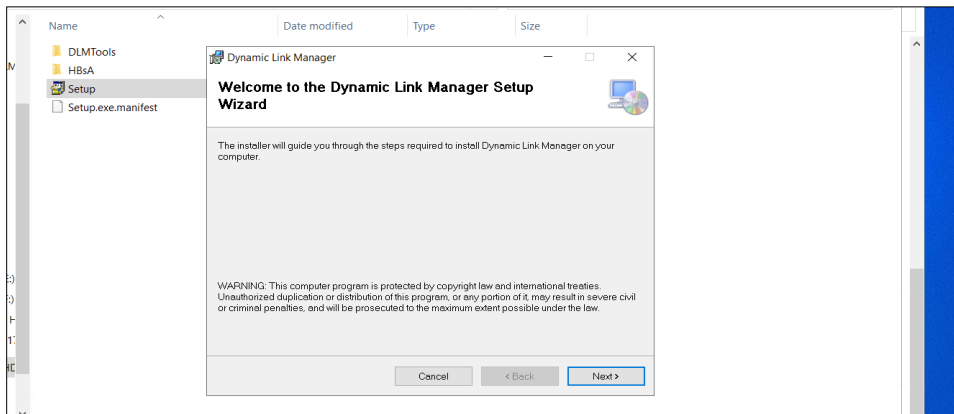 Name Date modified Type Size
DLMTools
HBsA
Setup
Setup.exe.manifest
Dynamic Link Manager
Welcome to the Dynamic Link Manager Setup
Wizard
The installer will guide you through the steps required to install Dynamic Link Manager on your
computer.
WARNING: This computer program is protected by copyright law and international treaties.
Unauthorized duplication or distribution of this program, or any portion of it, may result in severe civil
or criminal penalties, and will be prosecuted to the maximum extent possible under the law.
Cancel < Back Next >